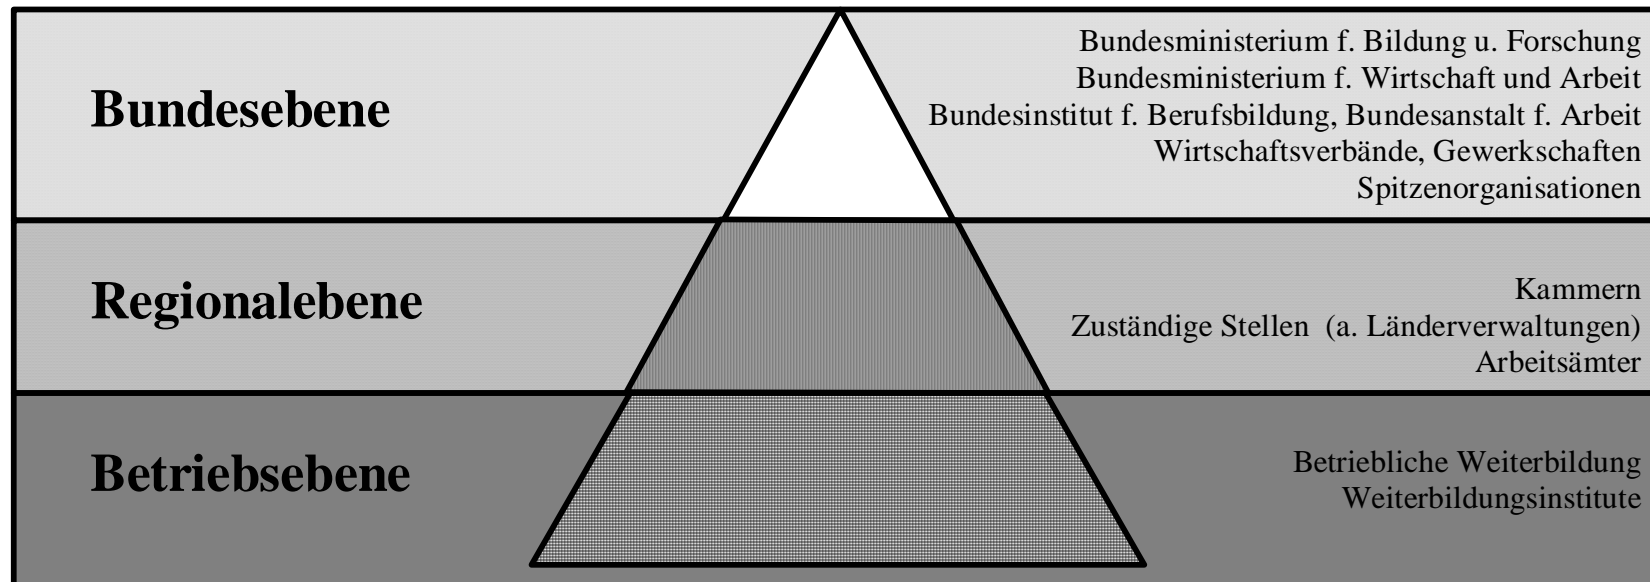 Bundesebene
Bundesministerium f. Bildung u. Forschung
Bundesministerium f. Wirtschaft und Arbeit
Bundesinstitut f. Berufsbildung, Bundesanstalt f. Arbeit
Wirtschaftsverbände, Gewerkschaften
Spitzenorganisationen
Regionalebene
Kammern
Zuständige Stellen (a. Länderverwaltungen)
Arbeitsämter
Betriebsebene
Betriebliche Weiterbildung
Weiterbildungsinstitute